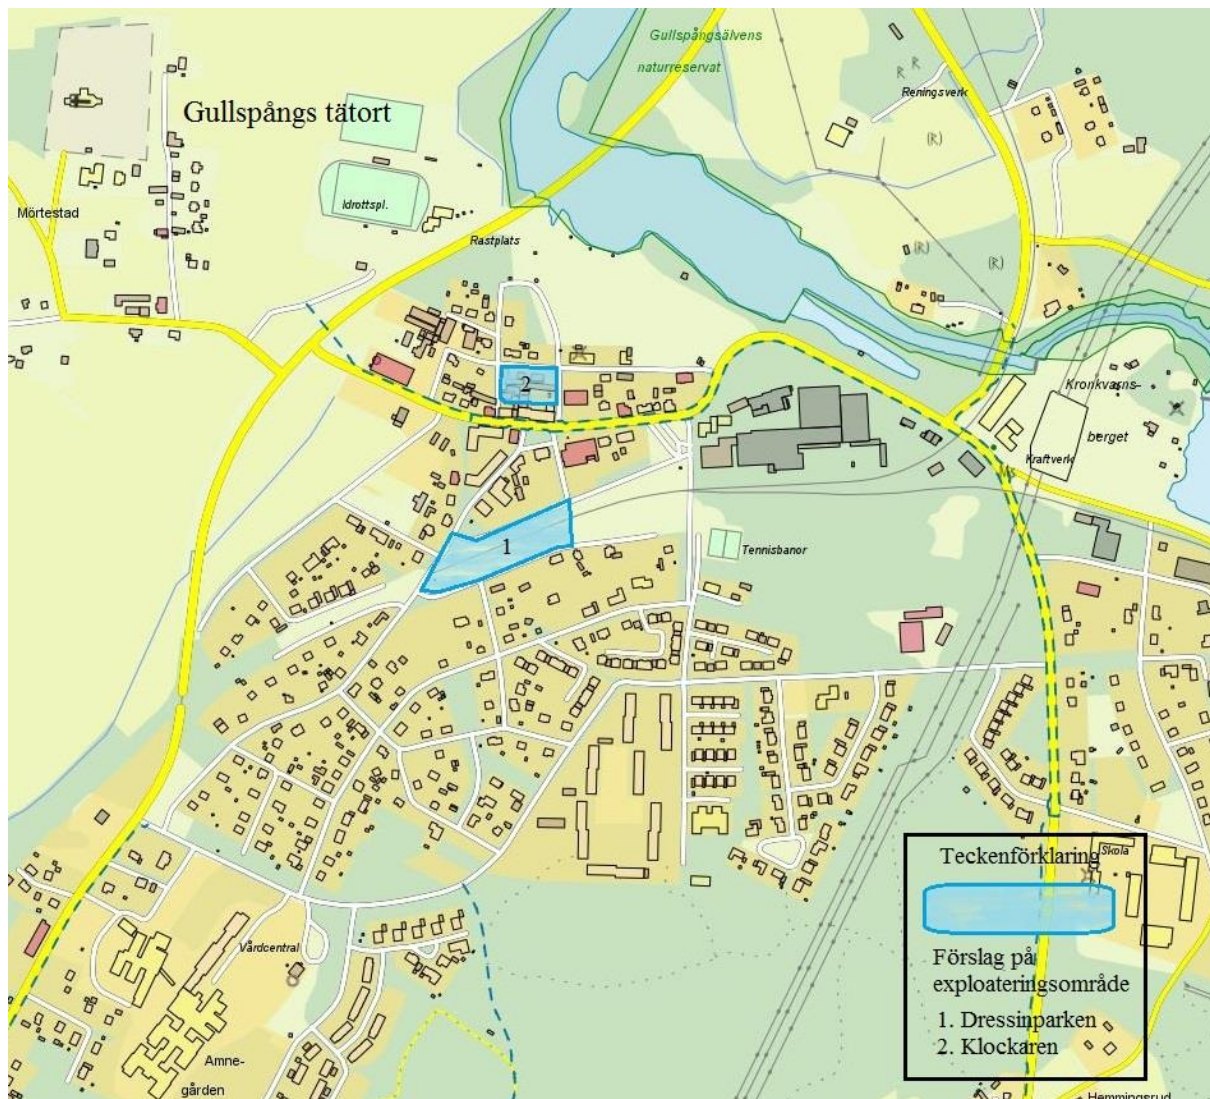 Gullspångsälvens
naturreservat
Reningsverk
R
R
(R)
Gullspångs tätort
Mörtestad
Idrottspl.
Rastplats
(R)
(R)
2
Kronkvarns-
berget
Kraftverk
1
Tennisbanor
Vårdcentral
Amne-
gården
Skola
Teckenförklaring
Förslag på
exploateringsområde
1. Dressinparken
2. Klockaren
Hemmingsrud